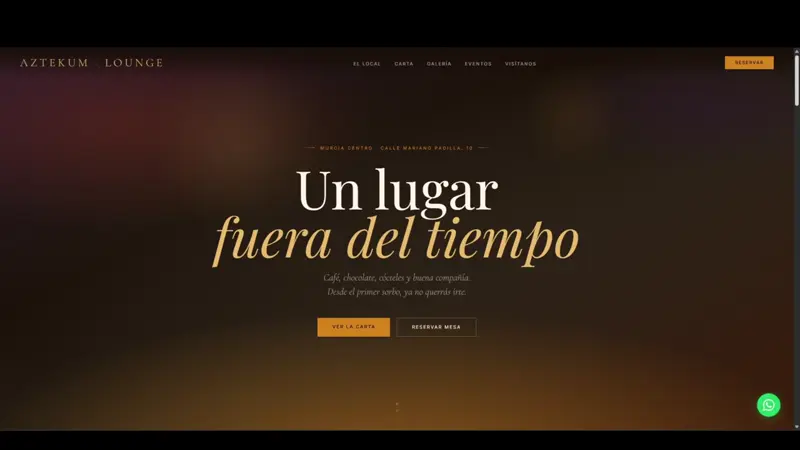 AZTEKUM LOUNGE
EL LOCAL CARTA GALERÍA EVENTOS VISÍTANOS
RESERVAR
MURCIA CENTRO · CALLE MARIANO PADILLA, 12
Un lugar
fuera del tiempo
Café, chocolate, cócteles y buena compañía.
Desde el primer sorbo, ya no querrás irte.
VER LA CARTA
RESERVAR MESA